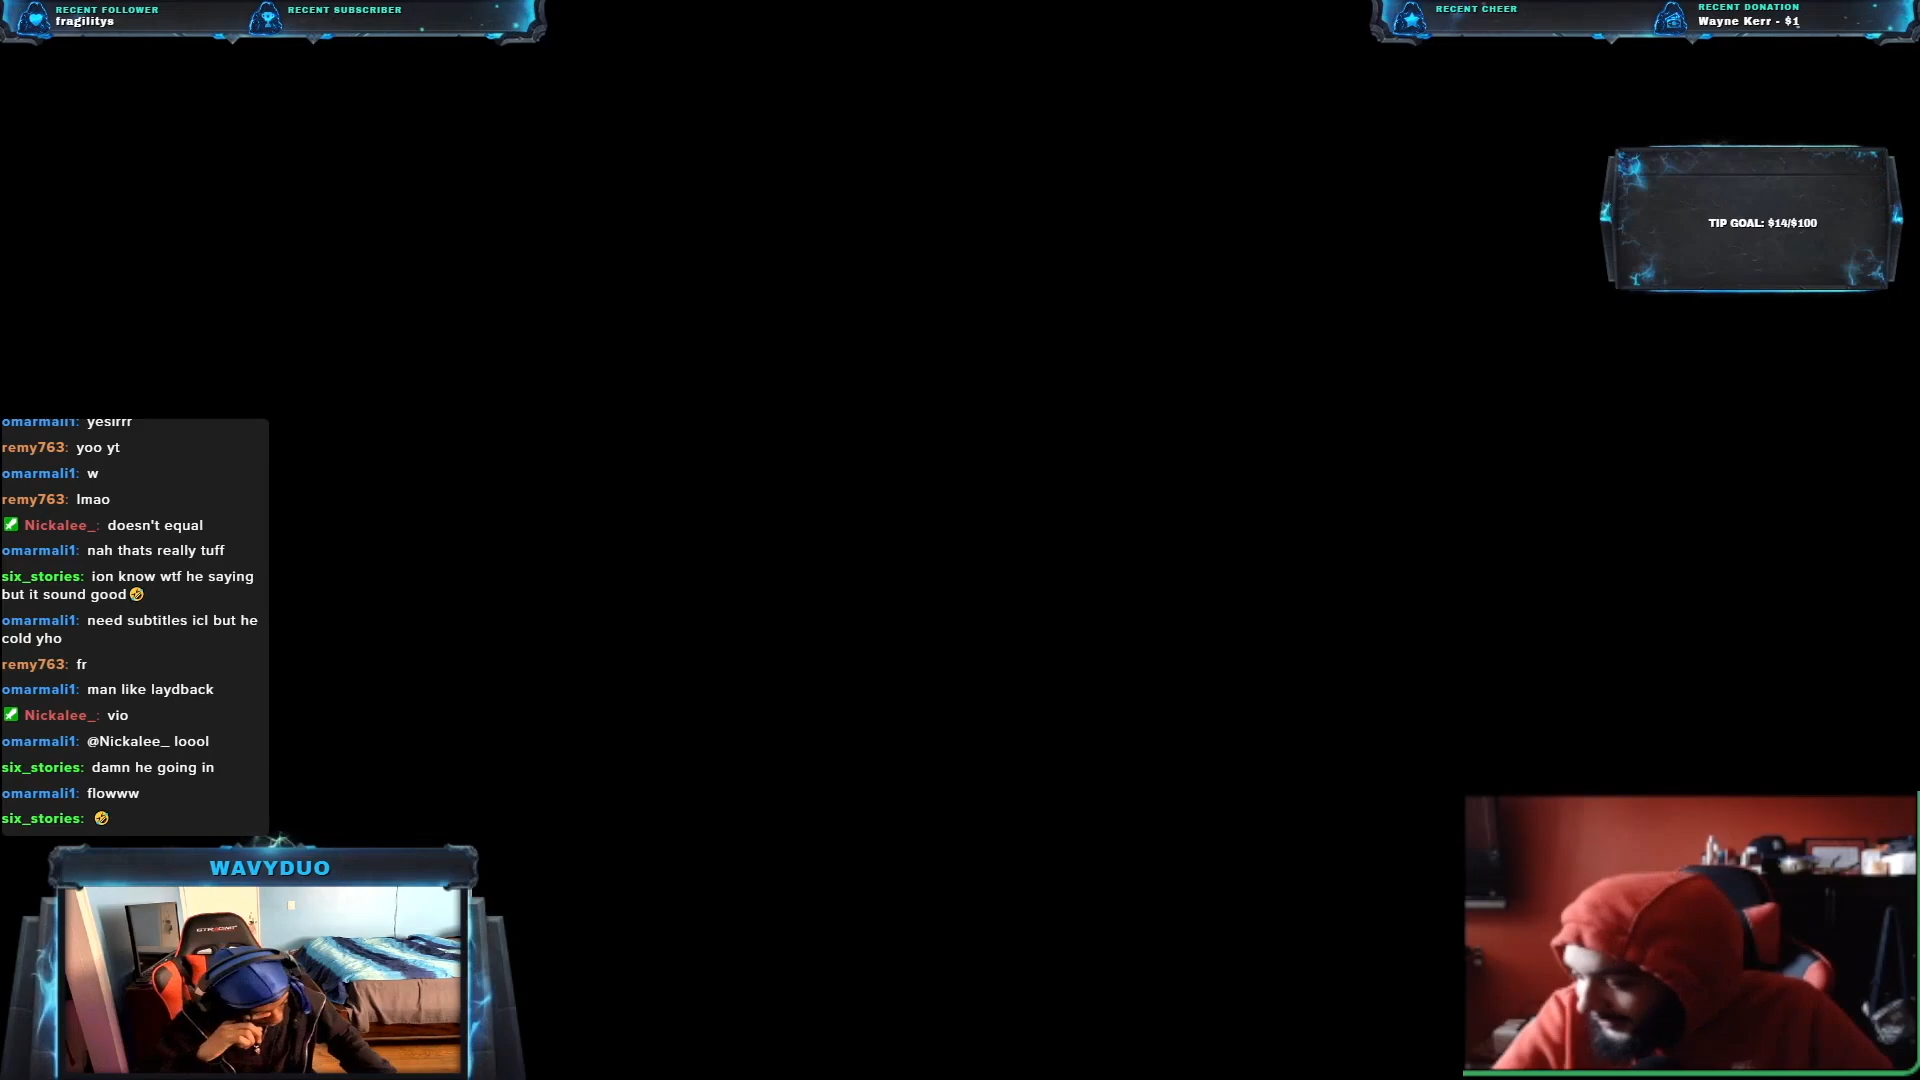 RECENT FOLLOWER
fragilitys
RECENT SUBSCRIBER
RECENT CHEER
RECENT DONATION
Wayne Kerr - $1
TIP GOAL: $14/$100
omarmali1: yesirrr
remy763: yoo yt
omarmali1: w
remy763: lmao
Nickalee_: doesn't equal
omarmali1: nah thats really tuff
six_stories: ion know wtf he saying
but it sound good🤣
omarmali1: need subtitles icl but he
cold yho
remy763: fr
omarmali1: man like laydback
Nickalee_: vio
omarmali1: @Nickalee_ loool
six_stories: damn he going in
omarmali1: flowww
six_stories: 🤣
WAVYDUO